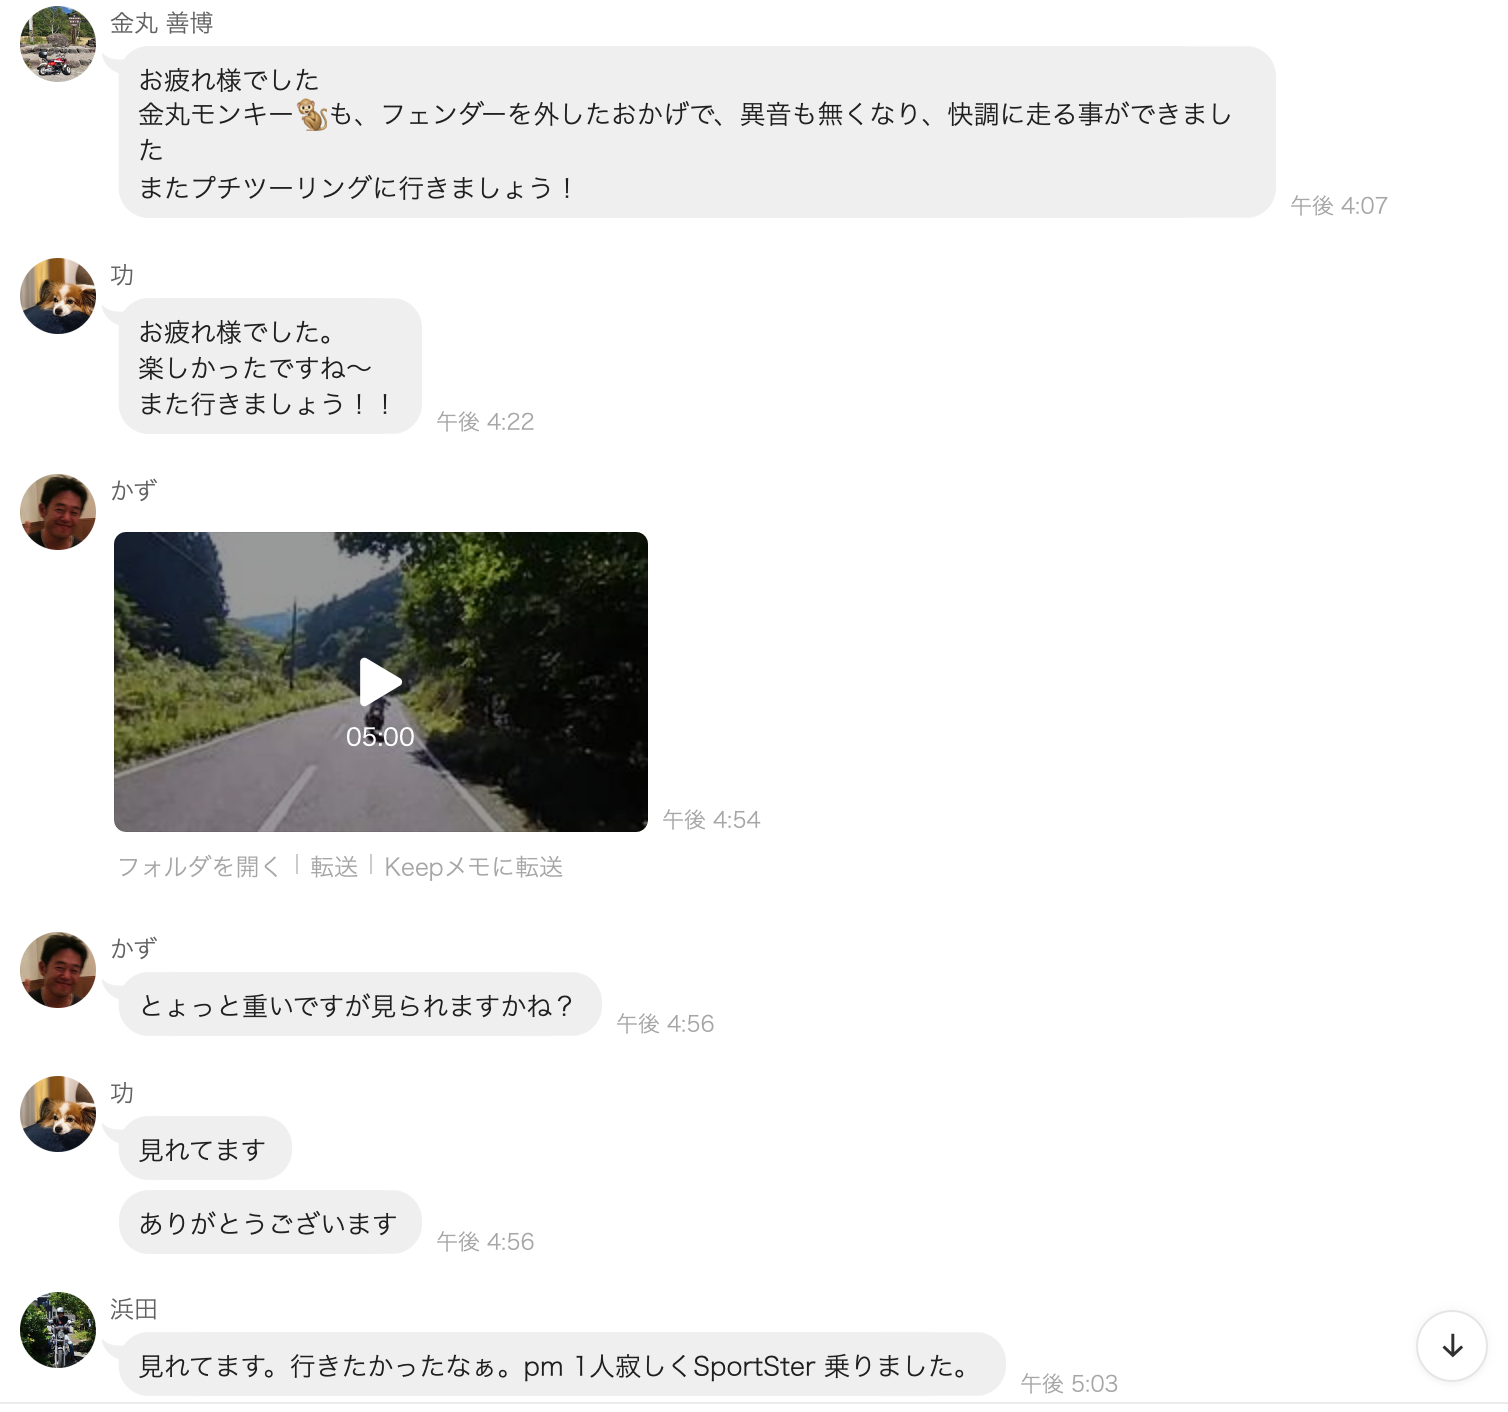 金丸 善博
お疲れ様でした
金丸モンキー🐒も、フェンダーを外したおかげで、異音も無くなり、快調に走る事ができまし
た
またプチツーリングに行きましょう！
午後 4:07
功
お疲れ様でした。
楽しかったですね〜
また行きましょう！！
午後 4:22
かず
05:00
午後 4:54
フォルダを開く | 転送 | Keepメモに転送
かず
とょっと重いですが見られますかね？
午後 4:56
功
見れてます
ありがとうございます
午後 4:56
浜田
見れてます。行きたかったなぁ。pm 1人寂しくSportSter 乗りました。
午後 5:03